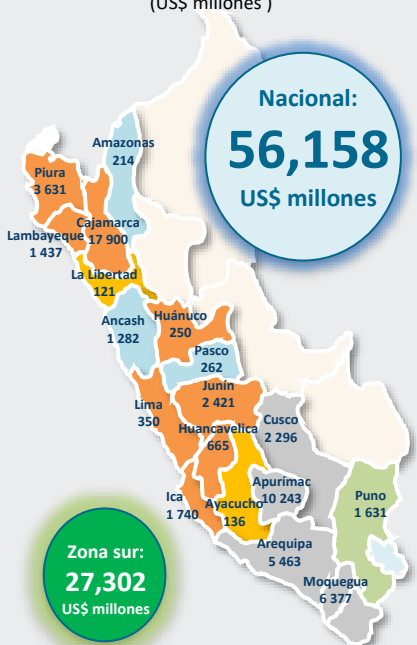 (US$ millones )
Nacional:
56,158
US$ millones
Amazonas
214
Piura
3 631
Cajamarca
17 900
Lambayeque
1 437
La Libertad
121
Ancash
1 282
Huánuco
250
Pasco
262
Junín
2 421
Lima
350
Cusco
2 296
Huancavelica
665
Apurímac
10 243
Ica
1 740
Ayacucho
136
Puno
1 631
Arequipa
5 463
Moquegua
6 377
Zona sur:
27,302
US$ millones